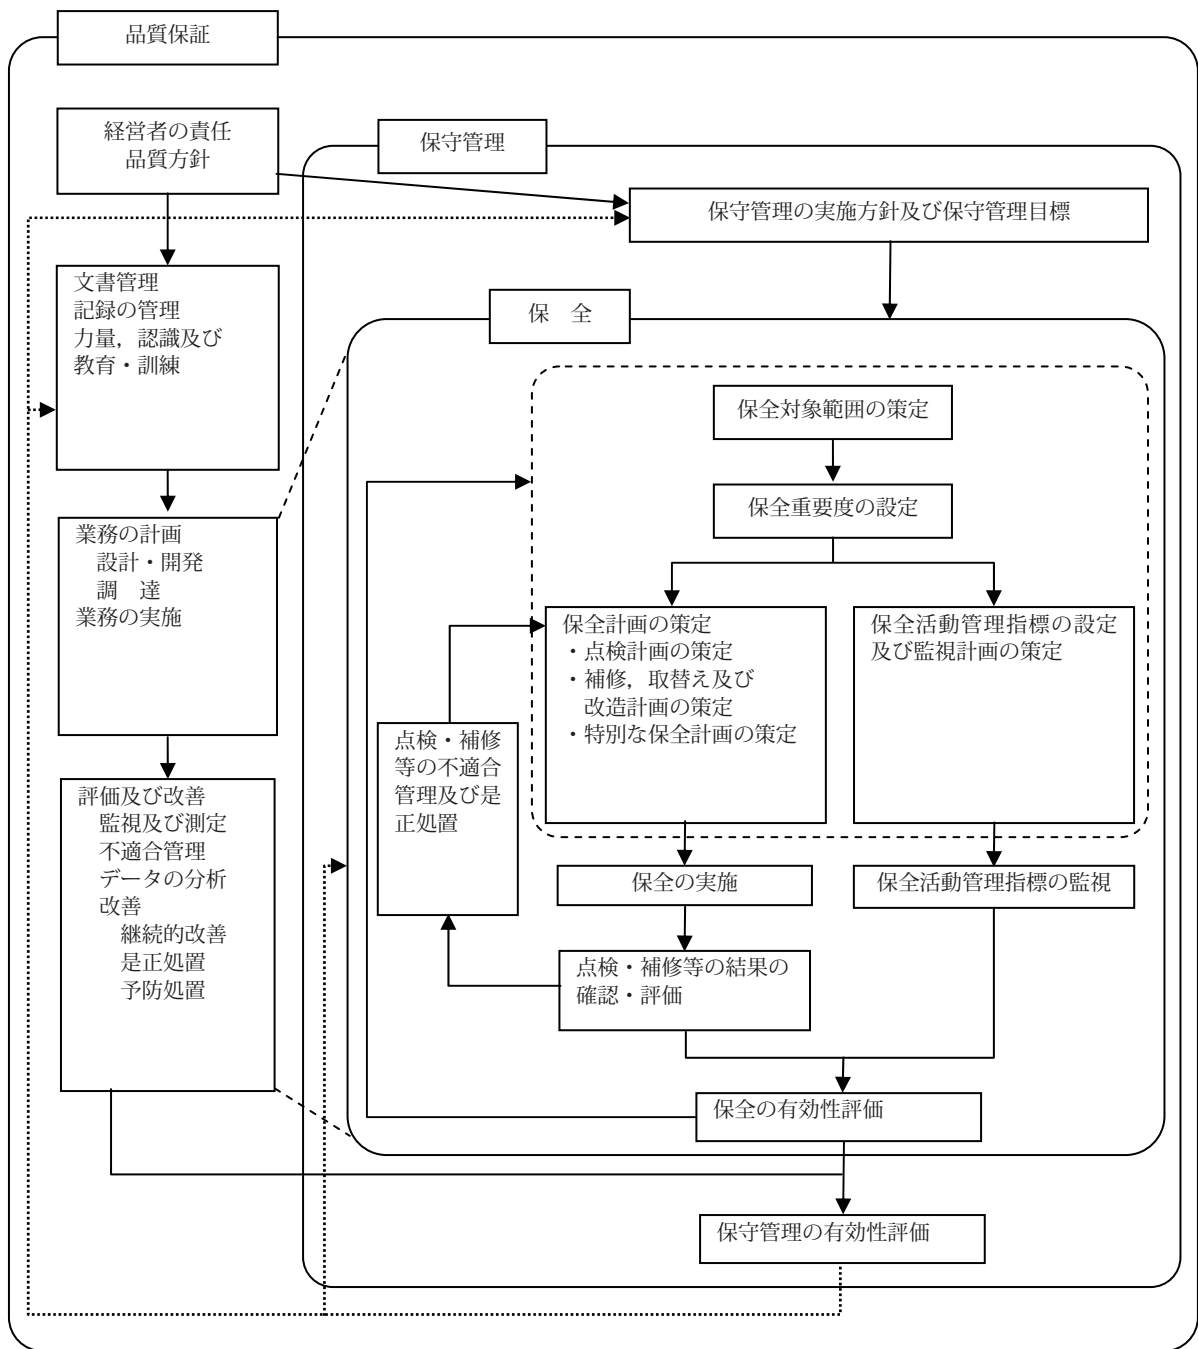 品質保証
経営者の責任
品質方針
保守管理
保守管理の実施方針及び保守管理目標
文書管理
記録の管理
力量，認識及び
教育・訓練
保　全
保全対象範囲の策定
保全重要度の設定
業務の計画
設計・開発
調　達
業務の実施
保全計画の策定
・点検計画の策定
・補修，取替え及び
改造計画の策定
・特別な保全計画の策定
保全活動管理指標の設定
及び監視計画の策定
点検・補修
等の不適合
管理及び是
正処置
評価及び改善
監視及び測定
不適合管理
データの分析
改善
継続的改善
是正処置
予防処置
保全の実施
保全活動管理指標の監視
点検・補修等の結果の
確認・評価
保全の有効性評価
保守管理の有効性評価